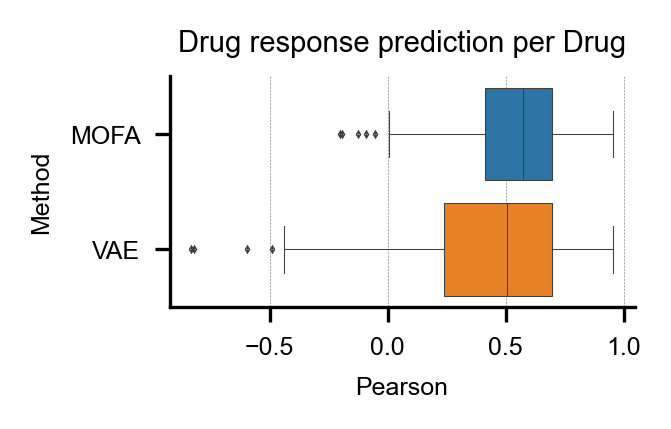 Drug response prediction per Drug
Method
MOFA
VAE
−0.5 0.0 0.5 1.0
Pearson